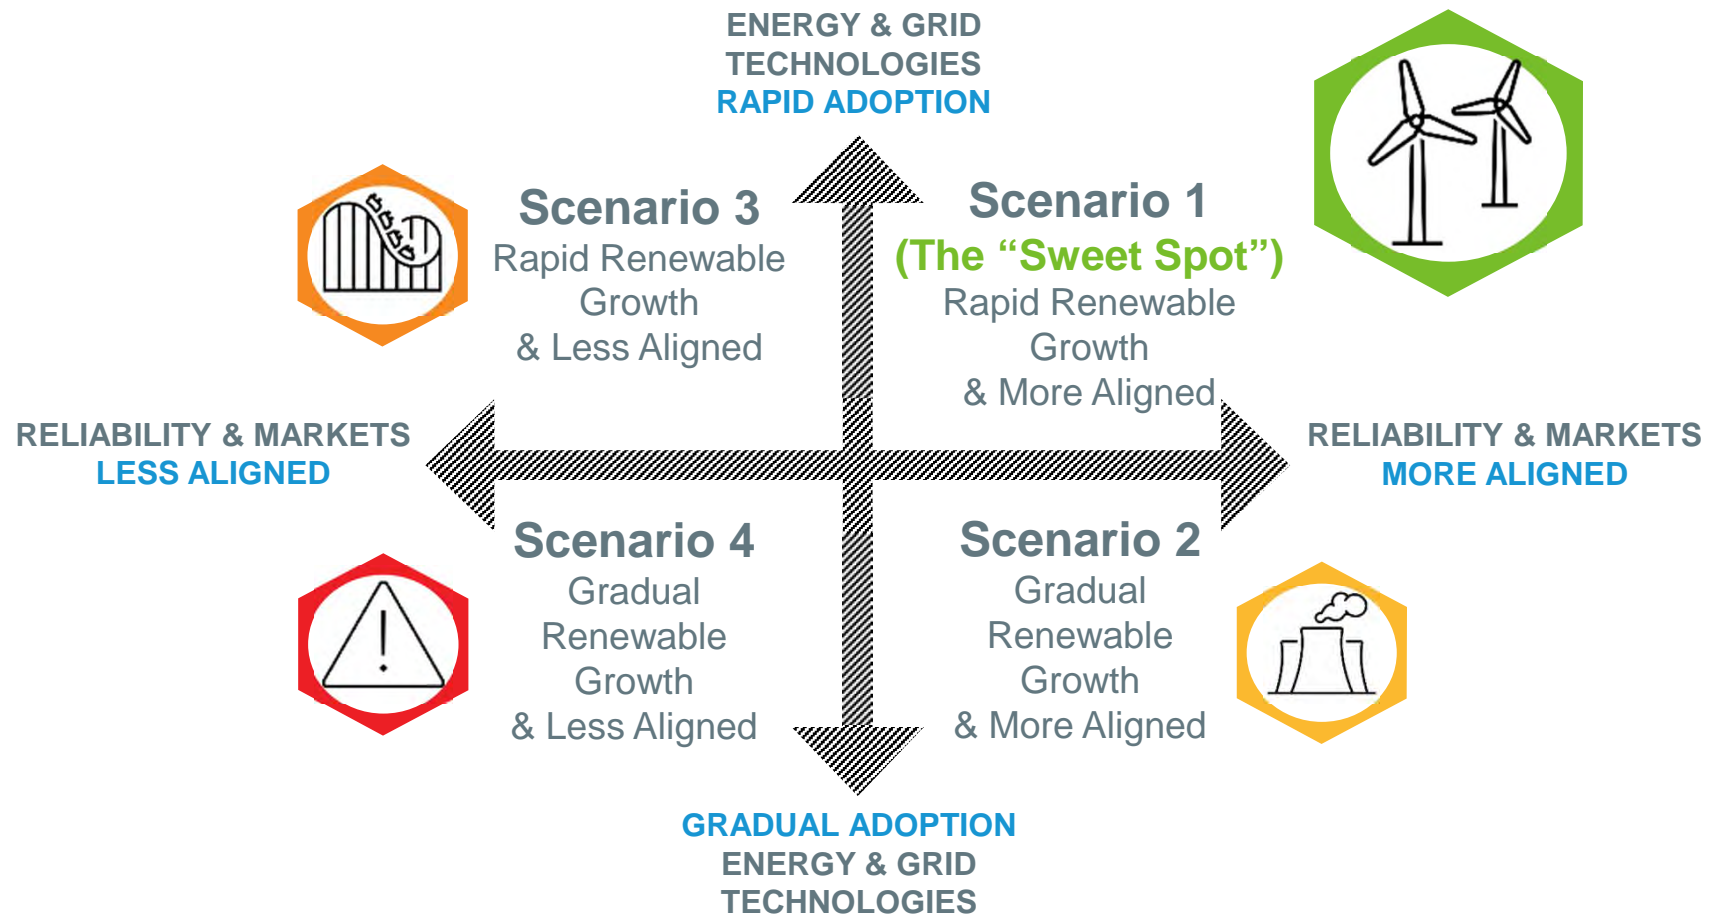 ENERGY & GRID
TECHNOLOGIES
RAPID ADOPTION
Scenario 3
Rapid Renewable
Growth
& Less Aligned
Scenario 1
(The “Sweet Spot”)
Rapid Renewable
Growth
& More Aligned
RELIABILITY & MARKETS
LESS ALIGNED
RELIABILITY & MARKETS
MORE ALIGNED
Scenario 4
Gradual
Renewable
Growth
& Less Aligned
Scenario 2
Gradual
Renewable
Growth
& More Aligned
GRADUAL ADOPTION
ENERGY & GRID
TECHNOLOGIES